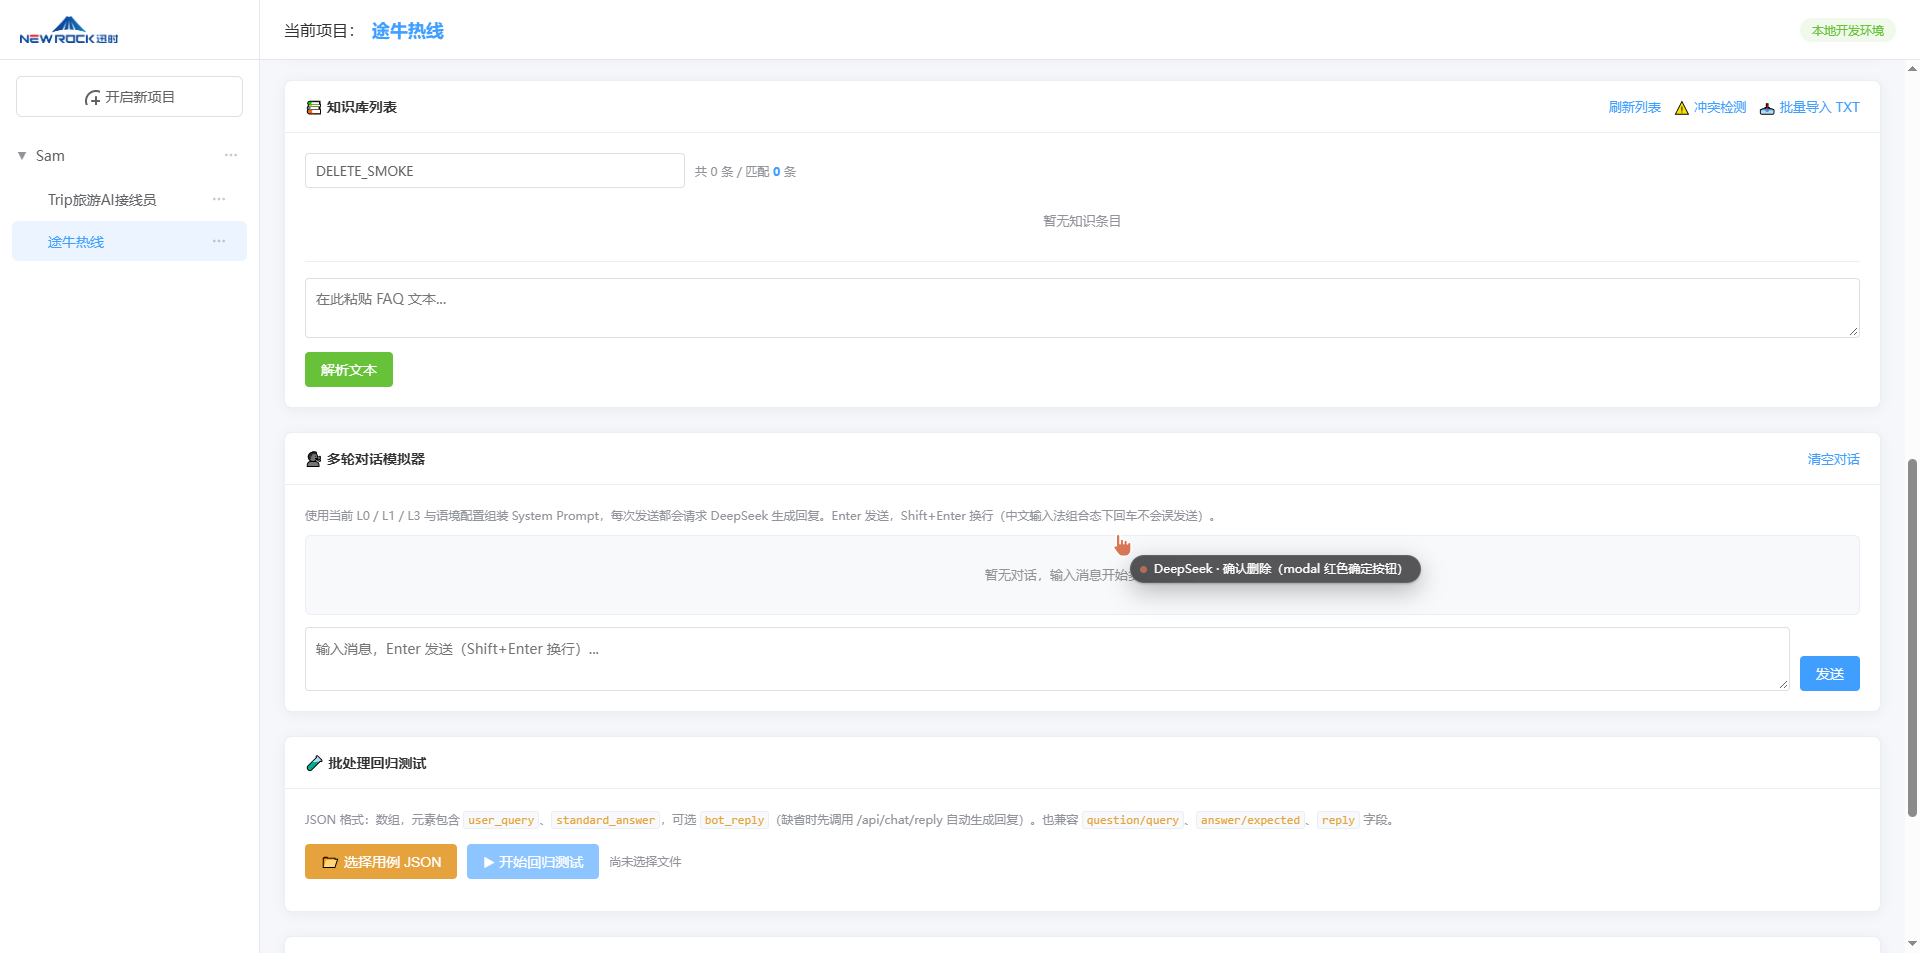 NEWROCK迅时
当前项目： 途牛热线
本地开发环境
开启新项目
▼ Sam ...
Trip旅游AI接线员 ...
途牛热线 ...
知识库列表
刷新列表 冲突检测 批量导入 TXT
DELETE_SMOKE
共 0 条 / 匹配 0 条
暂无知识条目
在此粘贴 FAQ 文本...
解析文本
多轮对话模拟器
清空对话
使用当前 L0 / L1 / L3 与语境配置组装 System Prompt，每次发送都会请求 DeepSeek 生成回复。Enter 发送，Shift+Enter 换行（中文输入法组合态下回车不会误发送）。
暂无对话，输入消息开始
DeepSeek · 确认删除（modal 红色确定按钮）
输入消息，Enter 发送（Shift+Enter 换行）...
发送
批处理回归测试
JSON 格式：数组，元素包含 user_query、standard_answer，可选 bot_reply（缺省时先调用 /api/chat/reply 自动生成回复）。也兼容 question/query、answer/expected、reply 字段。
选择用例 JSON ▶ 开始回归测试 尚未选择文件